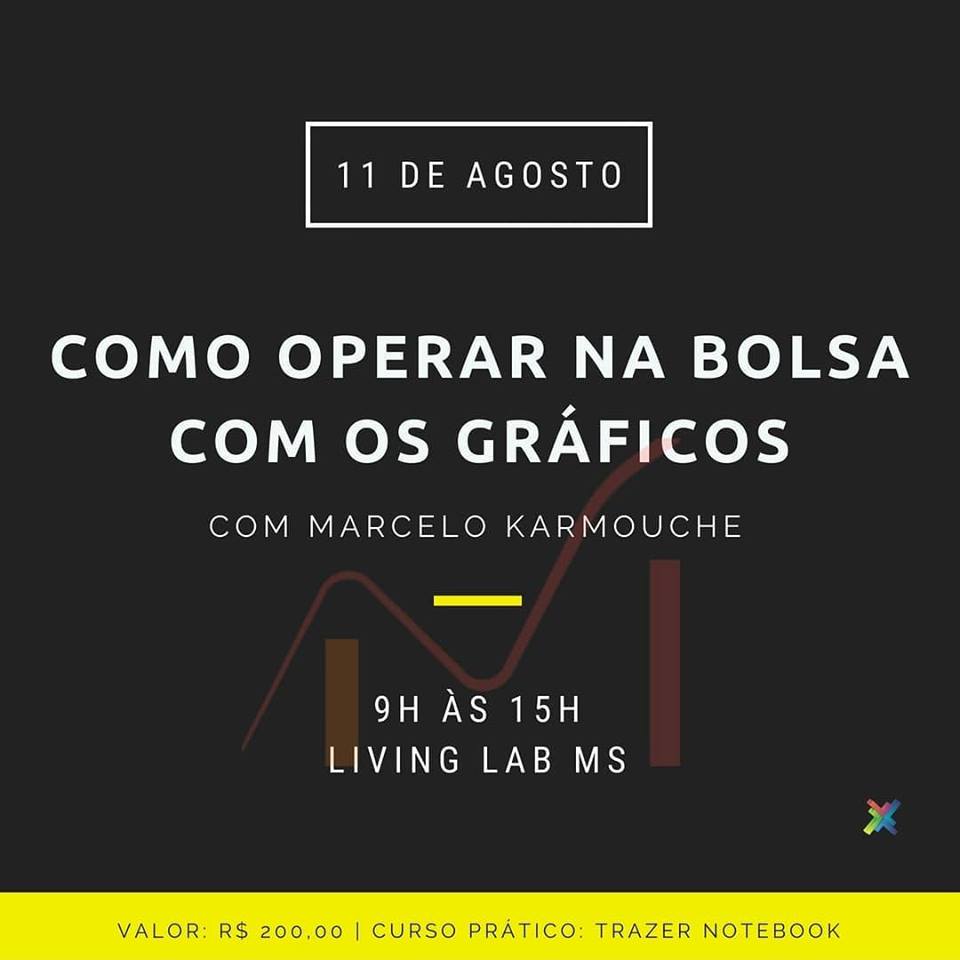 11 DE AGOSTO
COMO OPERAR NA BOLSA
COM OS GRÁFICOS
COM MARCELO KARMOUCHE
9H ÀS 15H
LIVING LAB MS
VALOR: R$ 200,00 | CURSO PRÁTICO: TRAZER NOTEBOOK